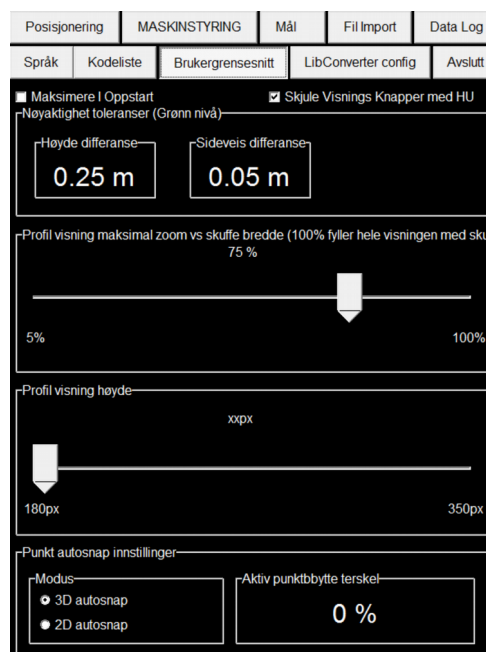 Posisjonering MASKINSTYRING Mål Fil Import Data Log
Språk Kodeliste Brukergrensesnitt LibConverter config Avslutt
Maksimere I Oppstart Skjule Visnings Knapper med HU
Nøyaktighet toleranser (Grønn nivå)
Høyde differanse Sideveis differanse
0.25 m 0.05 m
Profil visning maksimal zoom vs skuffe bredde (100% fyller hele visningen med sku
75 %
5% 100%
Profil visning høyde
xxpx
180px 350px
Punkt autosnap innstillinger
Modus Aktiv punktbbytte terskel
3D autosnap
0 %
2D autosnap